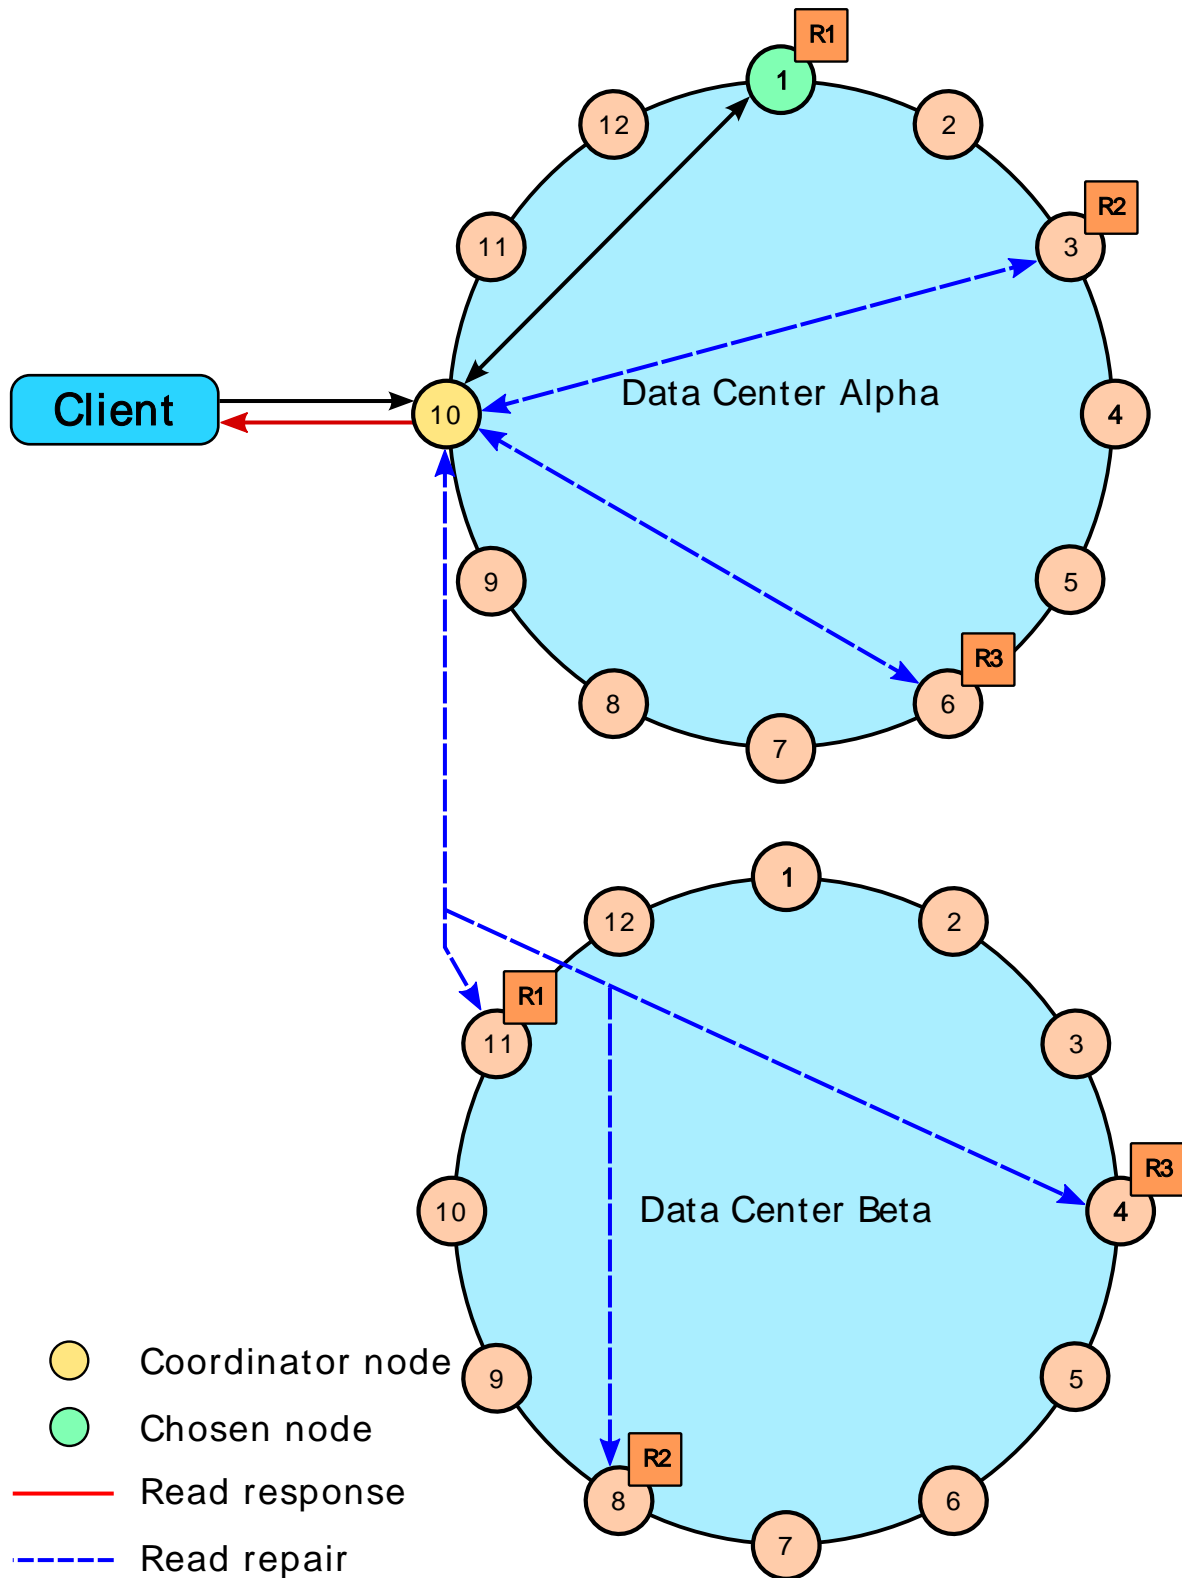 R1
1
12
2
R2
11
3
Client
10
Data Center Alpha
4
9
5
R3
8
6
7
1
12
2
R1
11
3
R3
10
Data Center Beta
4
9
5
R2
8
6
7
Coordinator node
Chosen node
Read response
Read repair